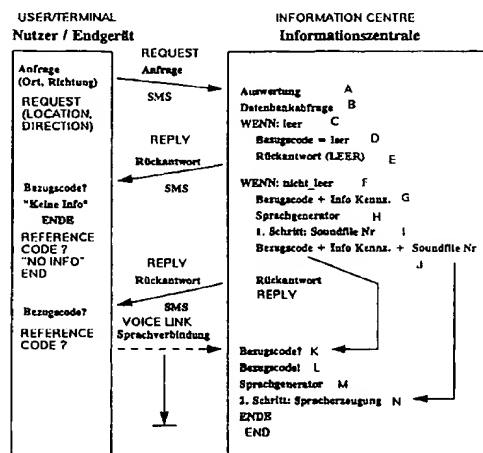 USER/TERMINAL
Nutzer / Endgerät
INFORMATION CENTRE
Informationszentrale
REQUEST
Anfrage
SMS
Anfrage
(Ort, Richtung)
REQUEST
(LOCATION,
DIRECTION)
Auswertung A
Datenbankabfrage B
WENN: leer C
Bezugscode = leer D
Rückantwort (LEER) E
REPLY
Rückantwort
SMS
Bezugscode?
"Keine Info"
ENDE
REFERENCE
CODE ?
"NO INFO"
END
WENN: nicht_leer F
Bezugscode + Info Kennz. G
Sprachgenerator H
1. Schritt: Soundfile Nr I
Bezugscode + Info Kennz. + Soundfile Nr
J
REPLY
Rückantwort
SMS
Rückantwort
REPLY
Bezugscode?
REFERENCE
CODE ?
VOICE LINK
Sprachverbindung
Bezugscode? K
Bezugscode! L
Sprachgenerator M
2. Schritt: Spracherzeugung N
ENDE
END